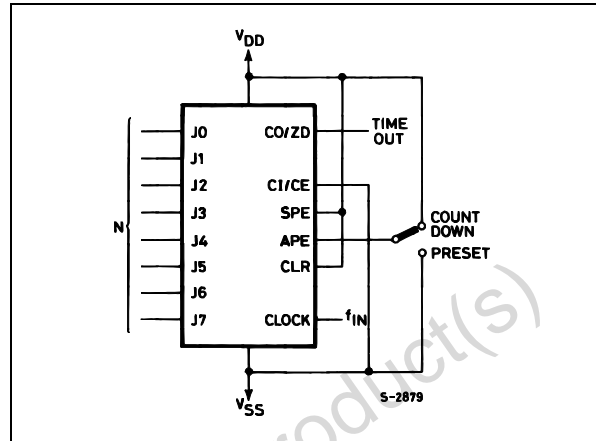 VDD
J0
J1
J2
J3
J4
J5
J6
J7
N
CO/ZD
CI/CE
SPE
APE
CLR
CLOCK
TIME
OUT
COUNT
DOWN
PRESET
fIN
VSS
S-2879
roduct(s)